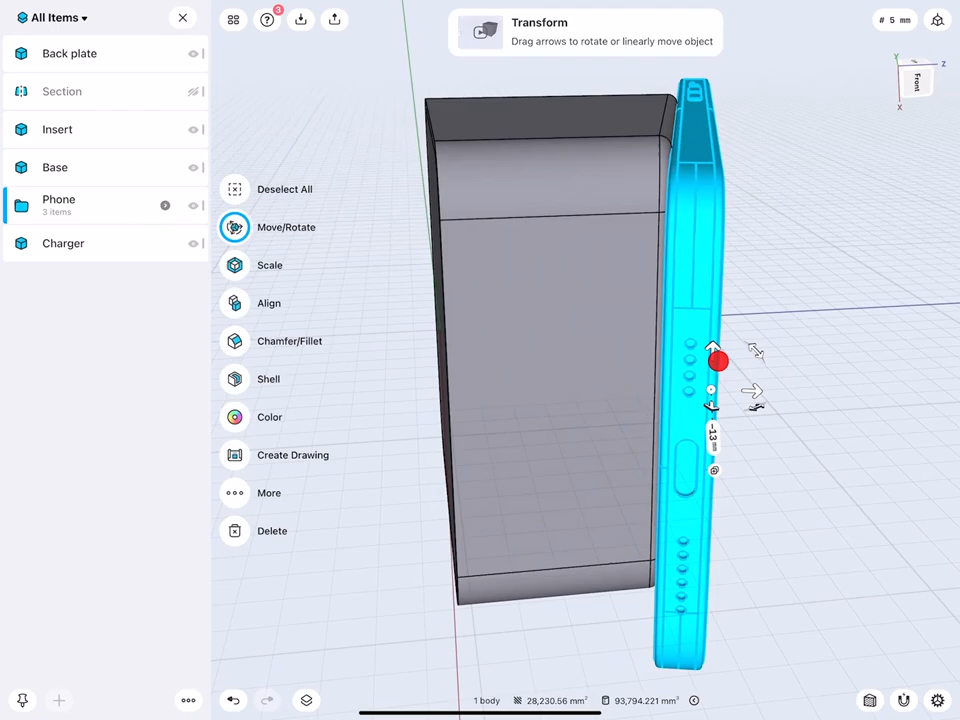 All Items
3
Transform
Drag arrows to rotate or linearly move object
# 5 mm
Back plate
Section
Insert
Base
Phone
3 items
Charger
Deselect All
Move/Rotate
Scale
Align
Chamfer/Fillet
Shell
Color
Create Drawing
More
Delete
Y
Z
Front
X
-13 mm
1 body
28,230.56 mm²
93,794.221 mm³